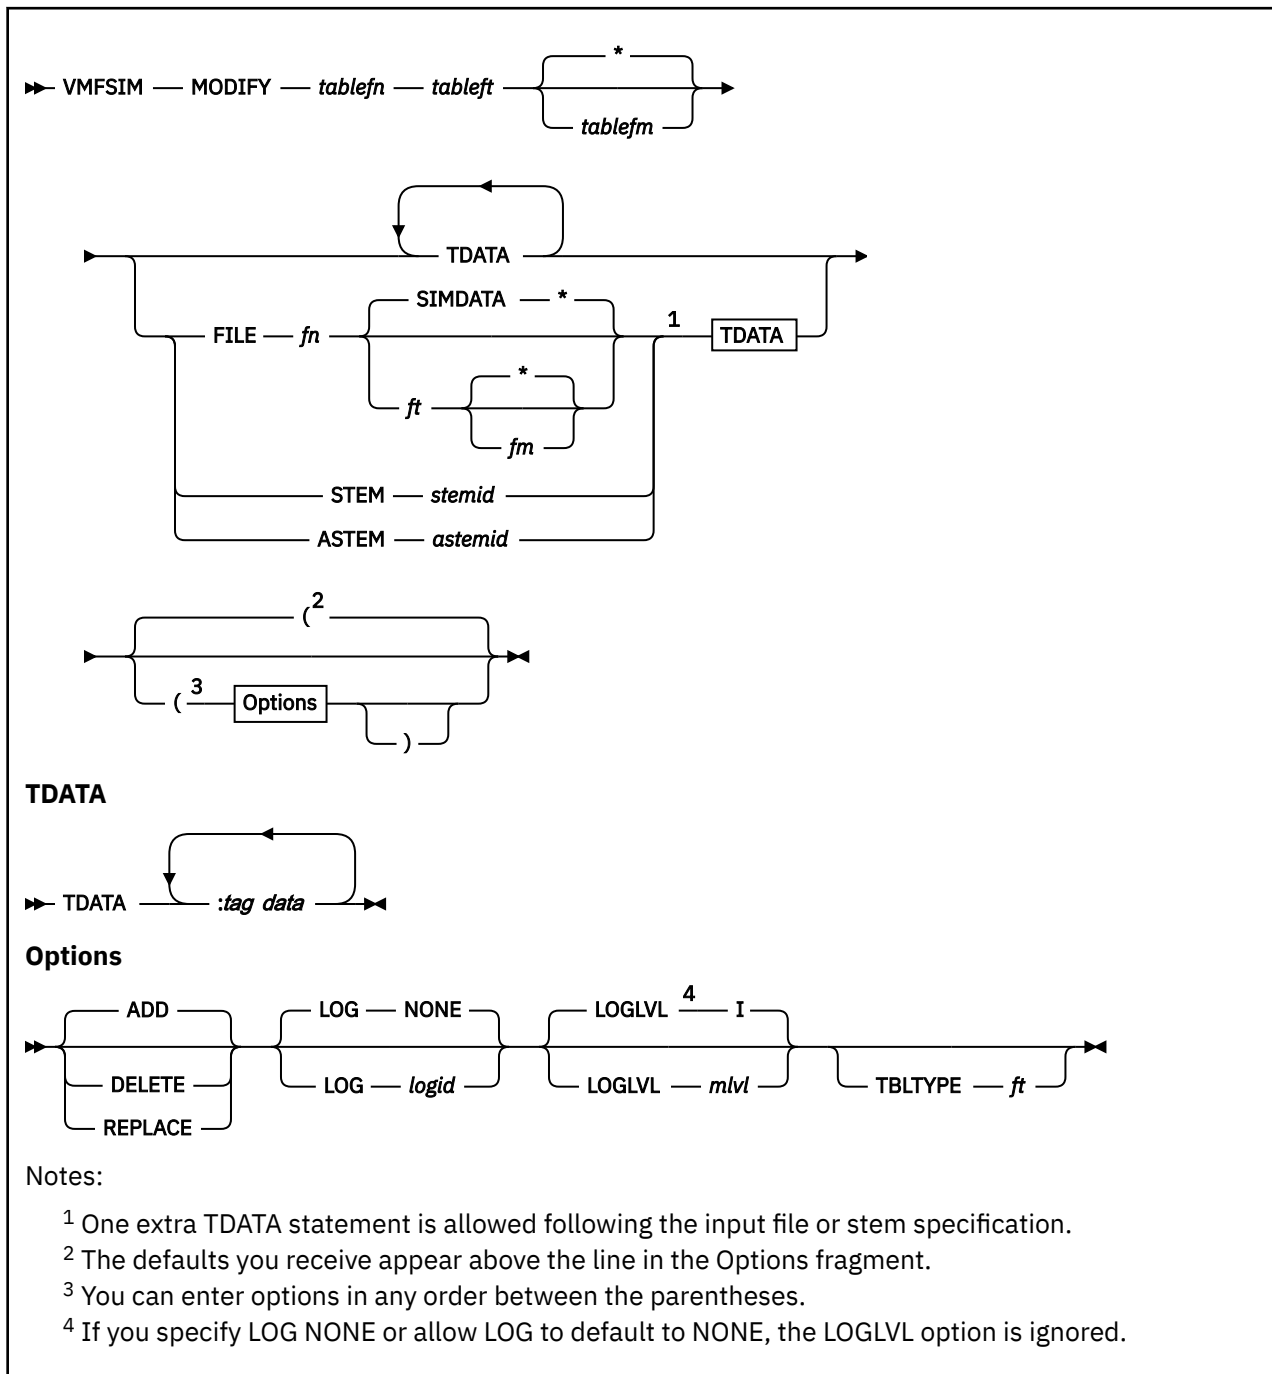 *
VMFSIM MODIFY tablefn tableft
tablefm
TDATA
SIMDATA *
FILE fn 1 TDATA
*
ft
fm
STEM stemid
ASTEM astemid
( 2
( 3 Options
)
TDATA
TDATA :tag data
Options
ADD LOG NONE LOGLVL 4 I
DELETE LOG logid LOGLVL mlvl TBLTYPE ft
REPLACE
Notes:
1 One extra TDATA statement is allowed following the input file or stem specification.
2 The defaults you receive appear above the line in the Options fragment.
3 You can enter options in any order between the parentheses.
4 If you specify LOG NONE or allow LOG to default to NONE, the LOGLVL option is ignored.